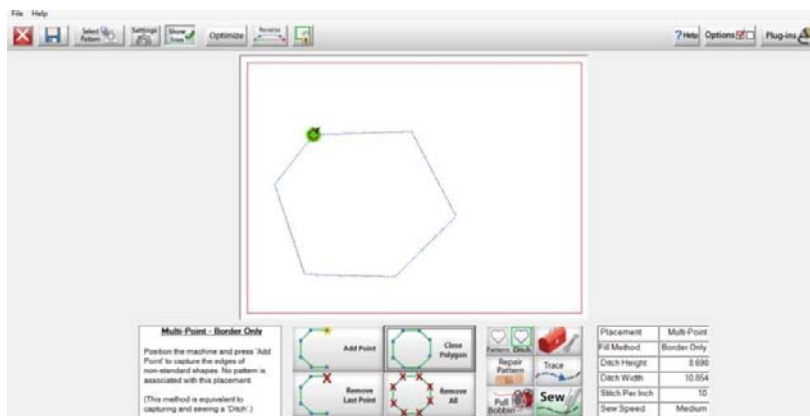 File Help
Select Pattern
Settings
Show Lines
Optimize
Reverse
?Help
Options
Plug-ins
Multi-Point - Border Only
Position the machine and press 'Add
Point' to capture the edges of
non-standard shapes. No pattern is
associated with this placement.
(This method is equivalent to
capturing and sewing a 'Ditch'.)
Add Point
Close
Polygon
Remove
Last Point
Remove
All
Pattern Ditch
Repair
Pattern
Trace
Pull
Bobbin
Sew
Placement Multi-Point
Fill Method Border Only
Ditch Height 8.690
Ditch Width 10.854
Stitch Per Inch 10
Sew Speed Medium